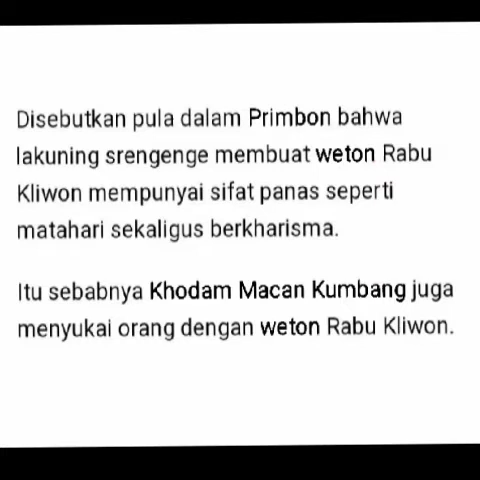 Disebutkan pula dalam Primbon bahwa
lakuning srengenge membuat weton Rabu
Kliwon mempunyai sifat panas seperti
matahari sekaligus berkharisma.
Itu sebabnya Khodam Macan Kumbang juga
menyukai orang dengan weton Rabu Kliwon.